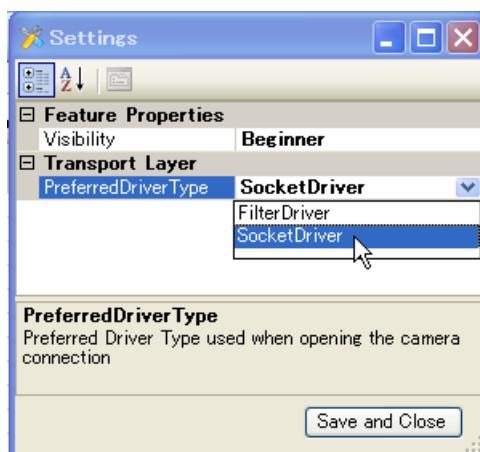 Settings
A Z
Feature Properties
Visibility Beginner
Transport Layer
PreferredDriverType SocketDriver
FilterDriver
SocketDriver
PreferredDriverType
Preferred Driver Type used when opening the camera
connection
Save and Close